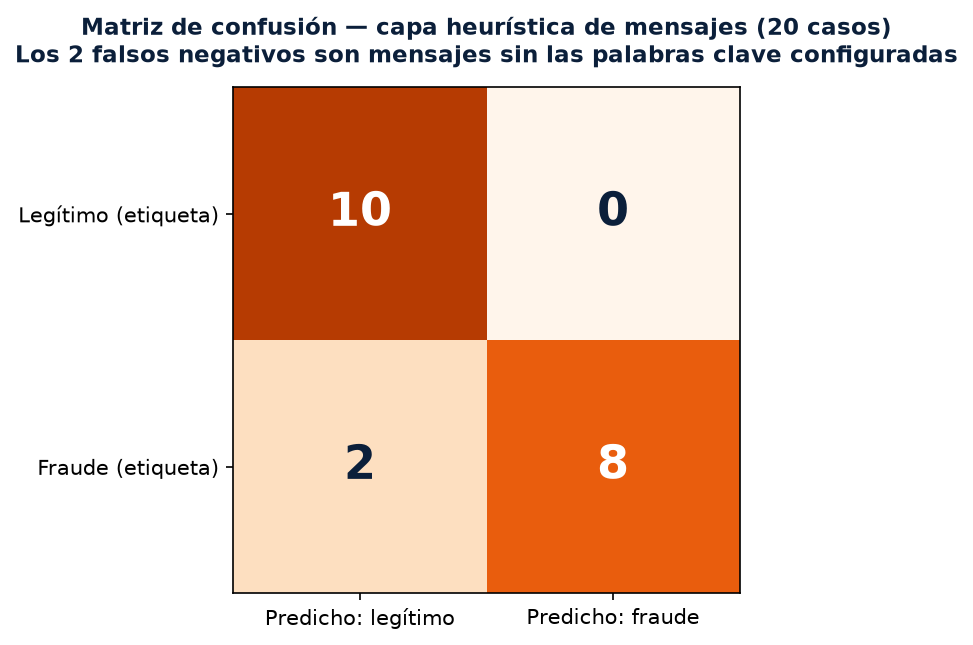 Matriz de confusión — capa heurística de mensajes (20 casos)
Los 2 falsos negativos son mensajes sin las palabras clave configuradas
Legítimo (etiqueta)
10
0
Fraude (etiqueta)
2
8
Predicho: legítimo
Predicho: fraude